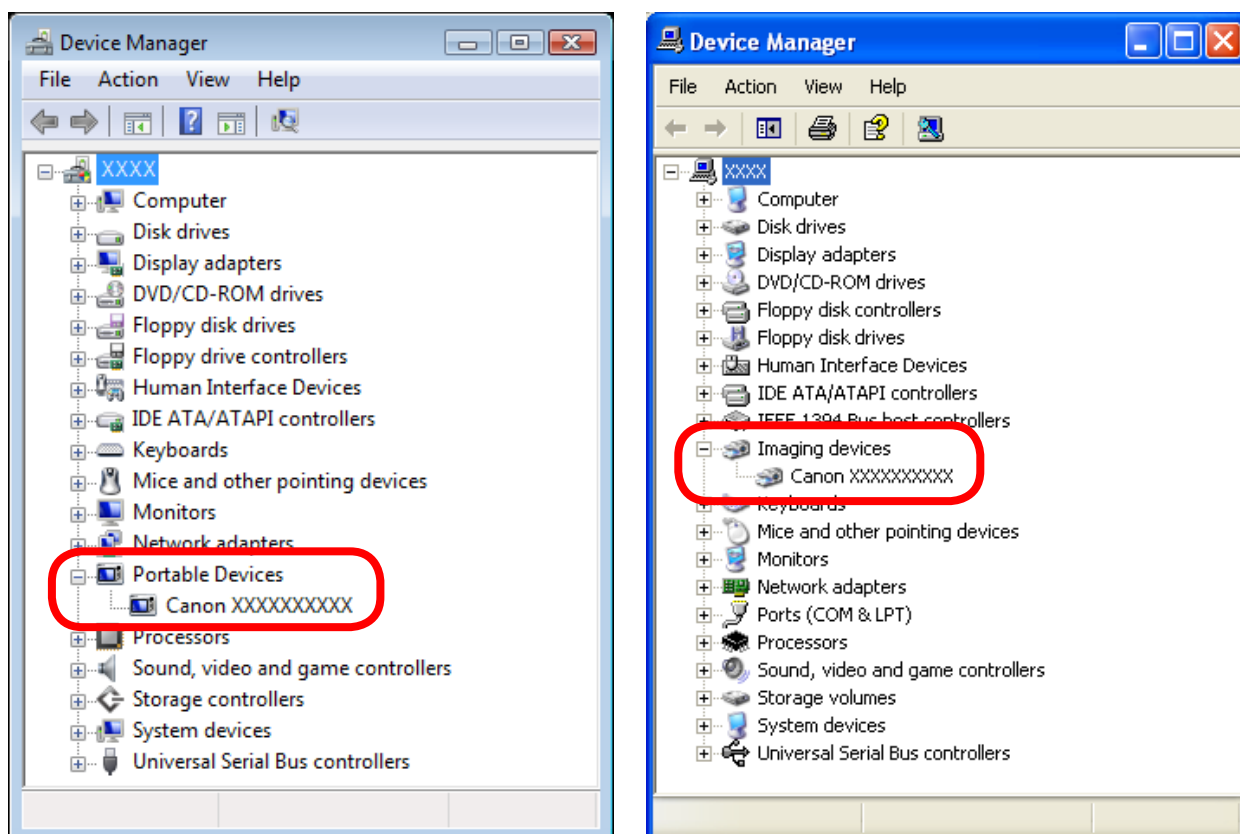 Device Manager
File Action View Help
XXXX
Computer
Disk drives
Display adapters
DVD/CD-ROM drives
Floppy disk drives
Floppy drive controllers
Human Interface Devices
IDE ATA/ATAPI controllers
Keyboards
Mice and other pointing devices
Monitors
Network adapters
Portable Devices
Canon XXXXXXXXXX
Processors
Sound, video and game controllers
Storage controllers
System devices
Universal Serial Bus controllers
Device Manager
File Action View Help
XXXX
Computer
Disk drives
Display adapters
DVD/CD-ROM drives
Floppy disk controllers
Floppy disk drives
Human Interface Devices
IDE ATA/ATAPI controllers
IEEE 1394 Bus host controllers
Imaging devices
Canon XXXXXXXXXX
Keyboards
Mice and other pointing devices
Monitors
Network adapters
Ports (COM & LPT)
Processors
Sound, video and game controllers
Storage volumes
System devices
Universal Serial Bus controllers